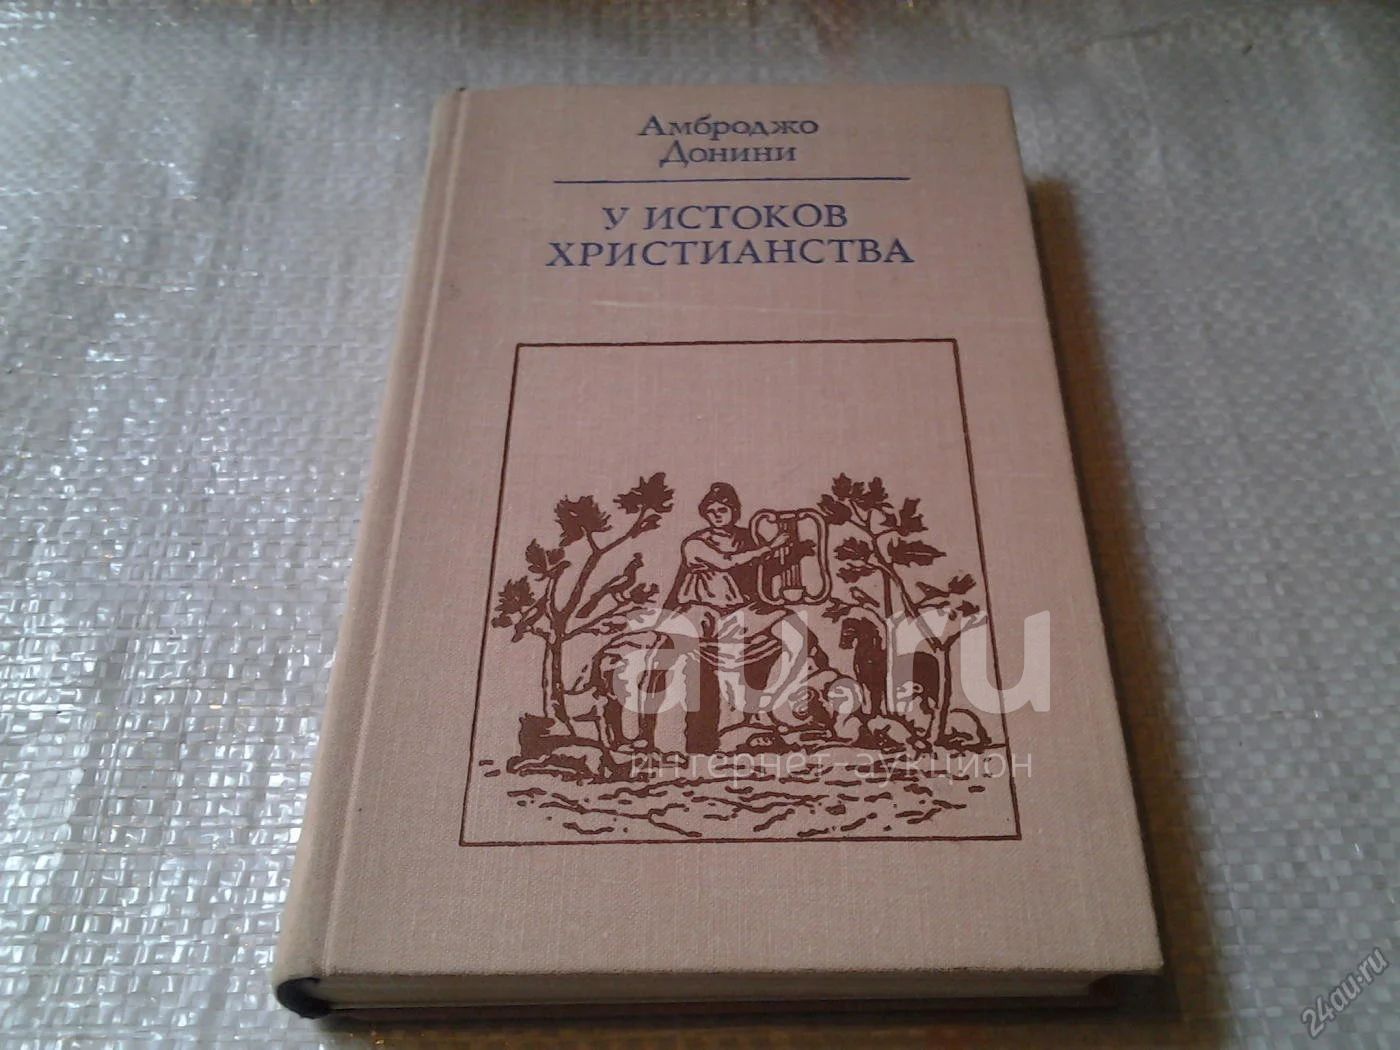 Амброджо
Донини
У ИСТОКОВ
ХРИСТИАНСТВА
au.ru
интернет-аукцион
24au.ru